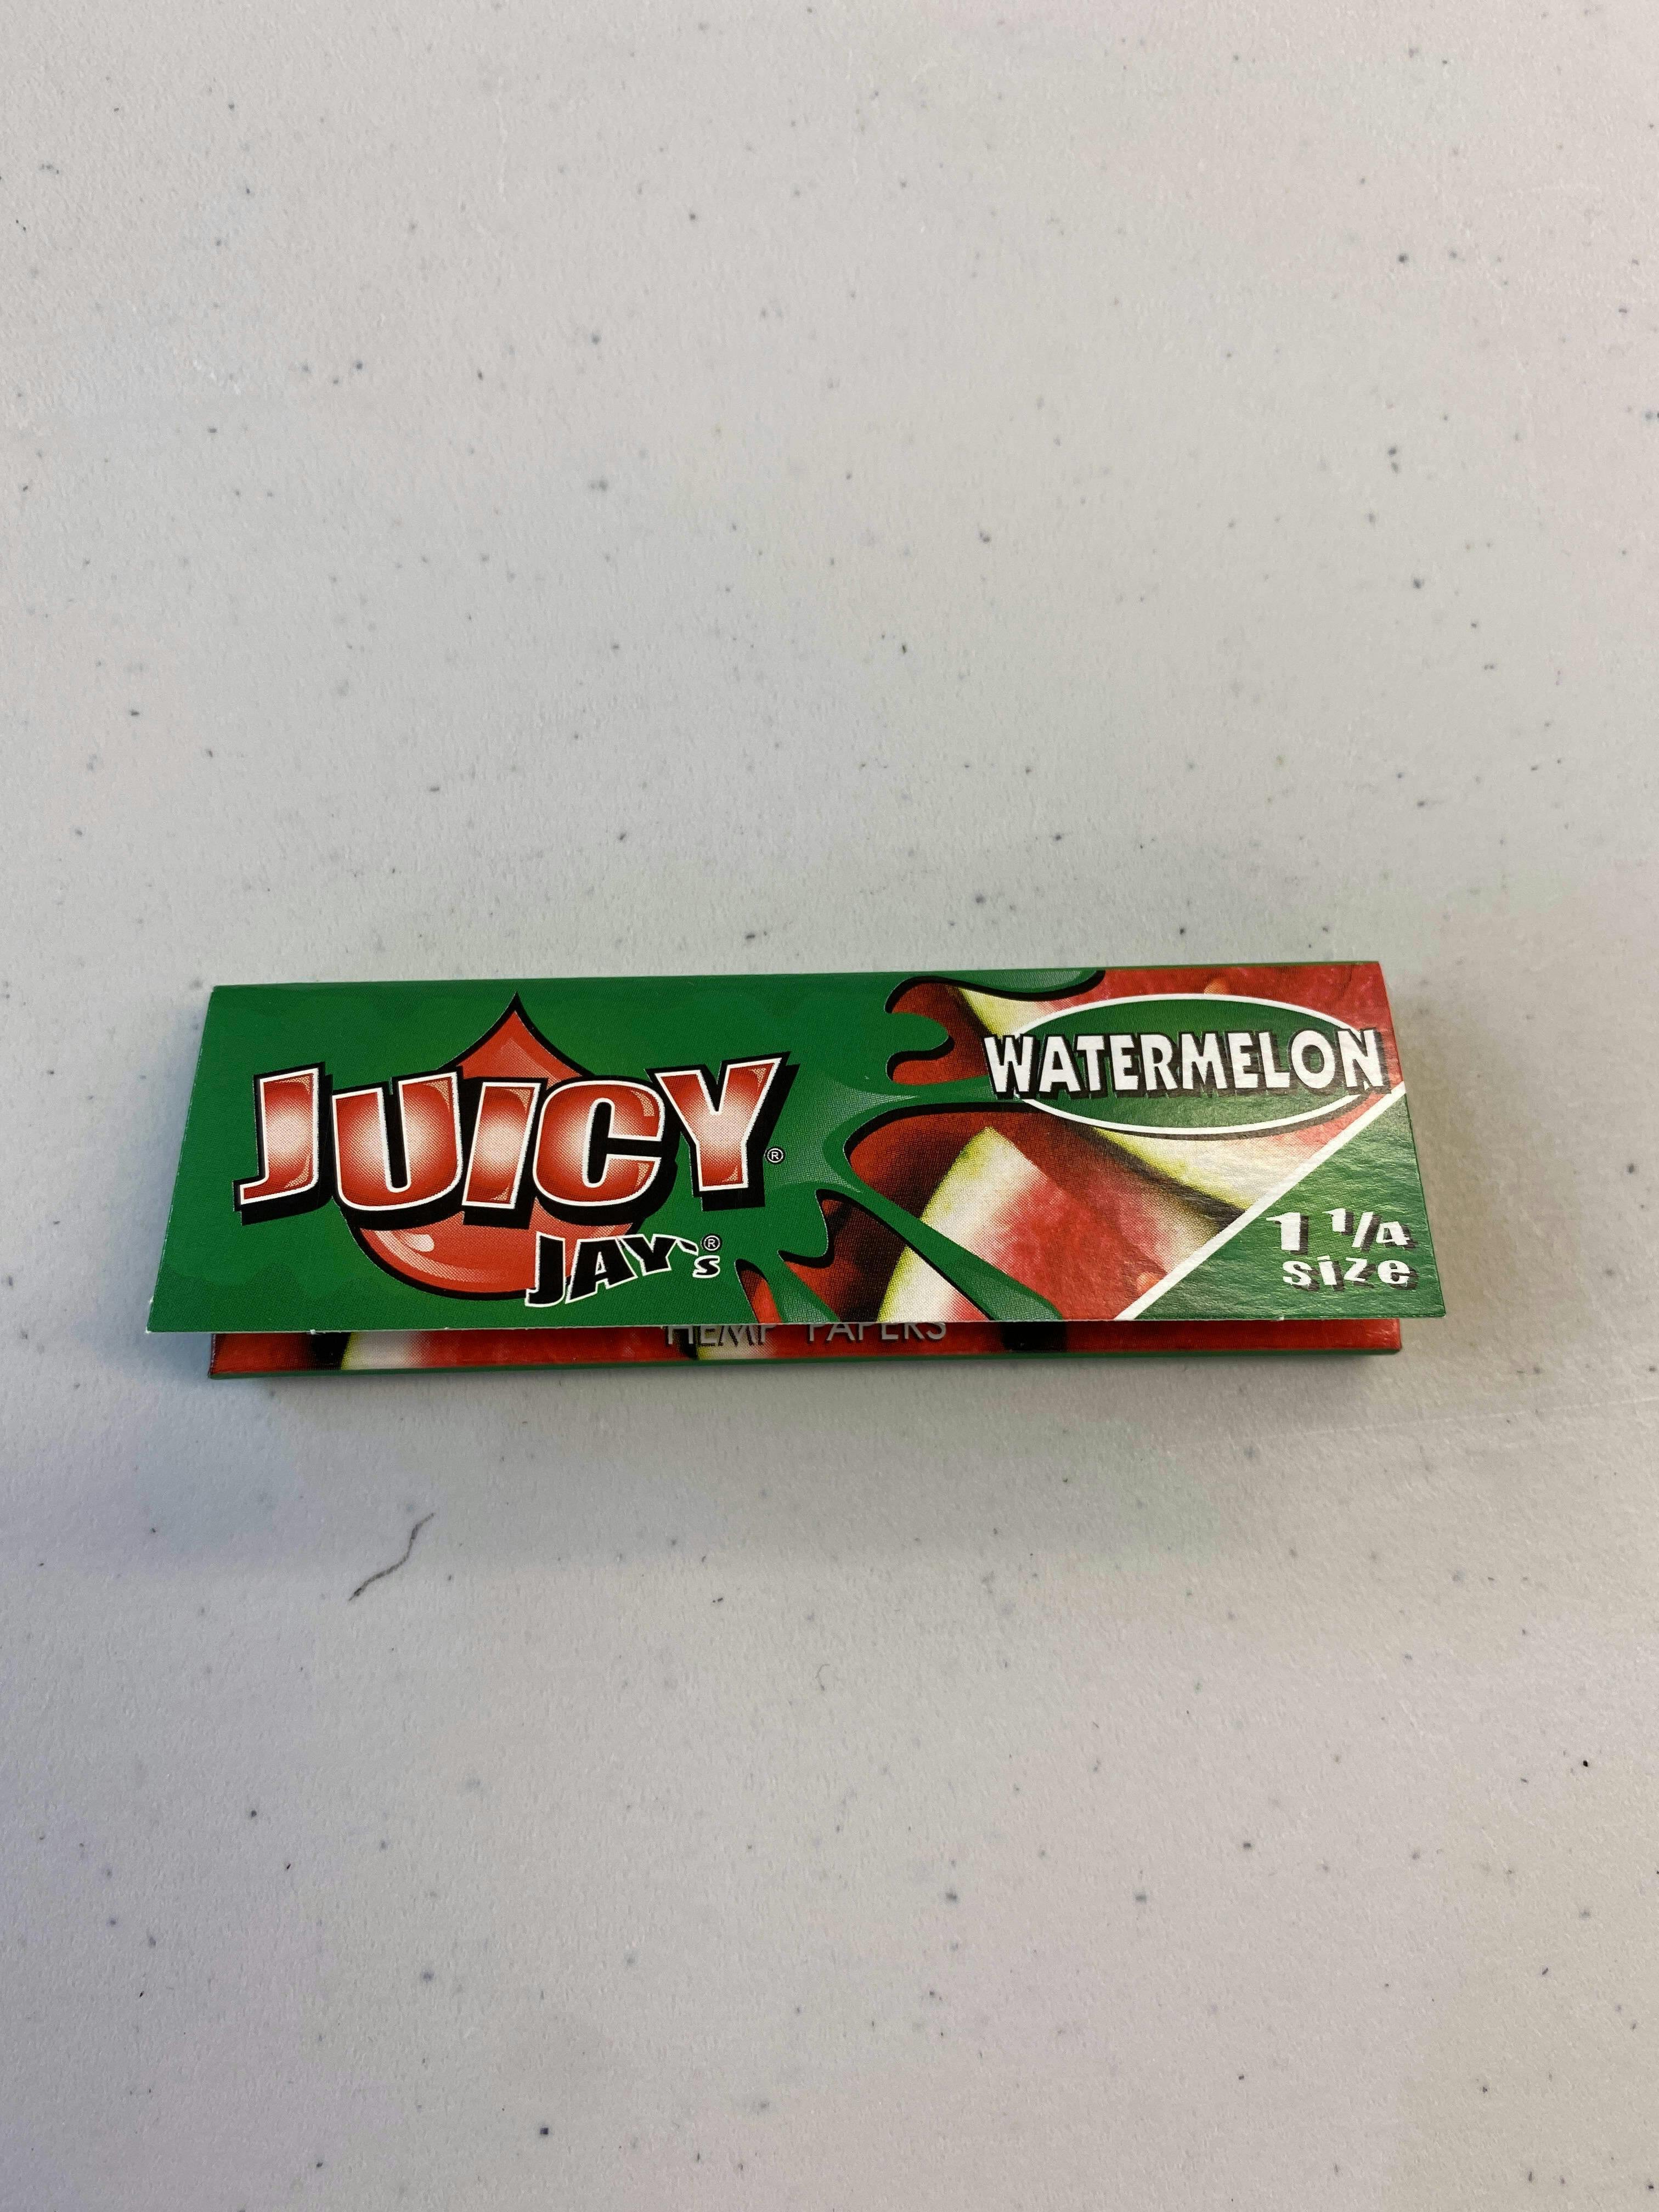 JUICY®
JAY`s®
WATERMELON
1 1/4
size
HEMP PAPERS